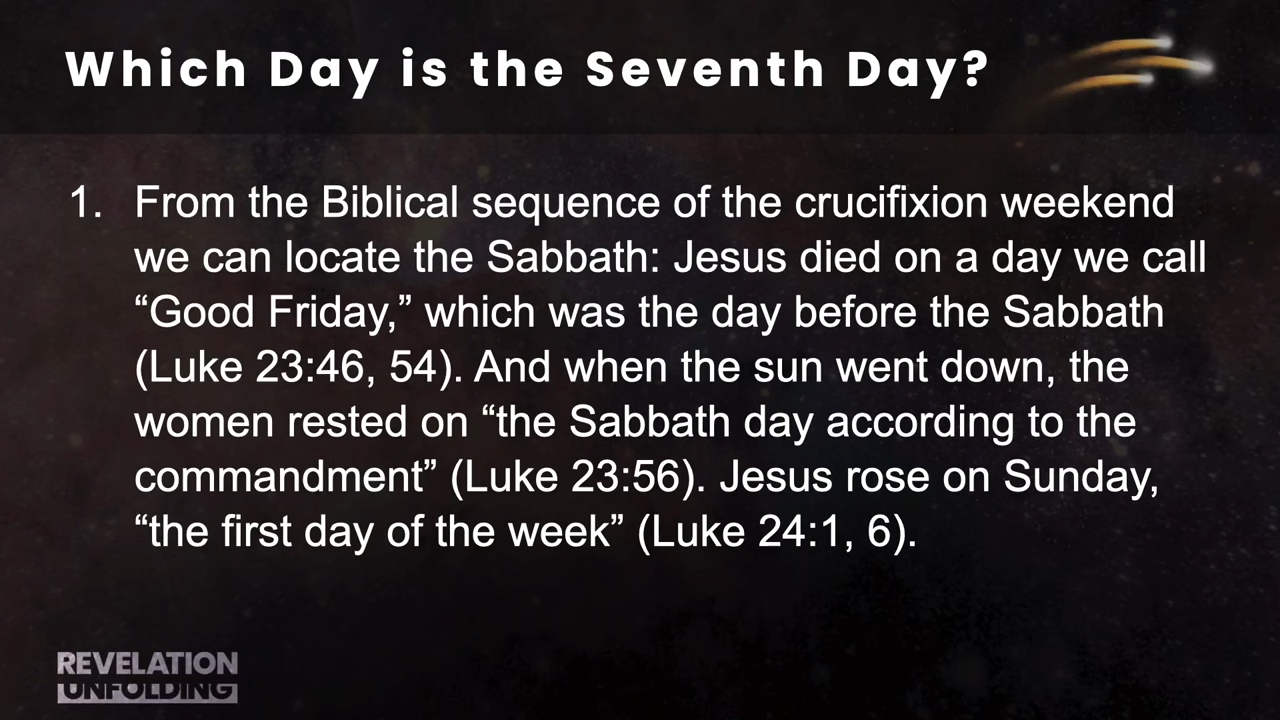 Which Day is the Seventh Day?
1. From the Biblical sequence of the crucifixion weekend
we can locate the Sabbath: Jesus died on a day we call
“Good Friday,” which was the day before the Sabbath
(Luke 23:46, 54). And when the sun went down, the
women rested on “the Sabbath day according to the
commandment” (Luke 23:56). Jesus rose on Sunday,
“the first day of the week” (Luke 24:1, 6).
REVELATION
UNFOLDING